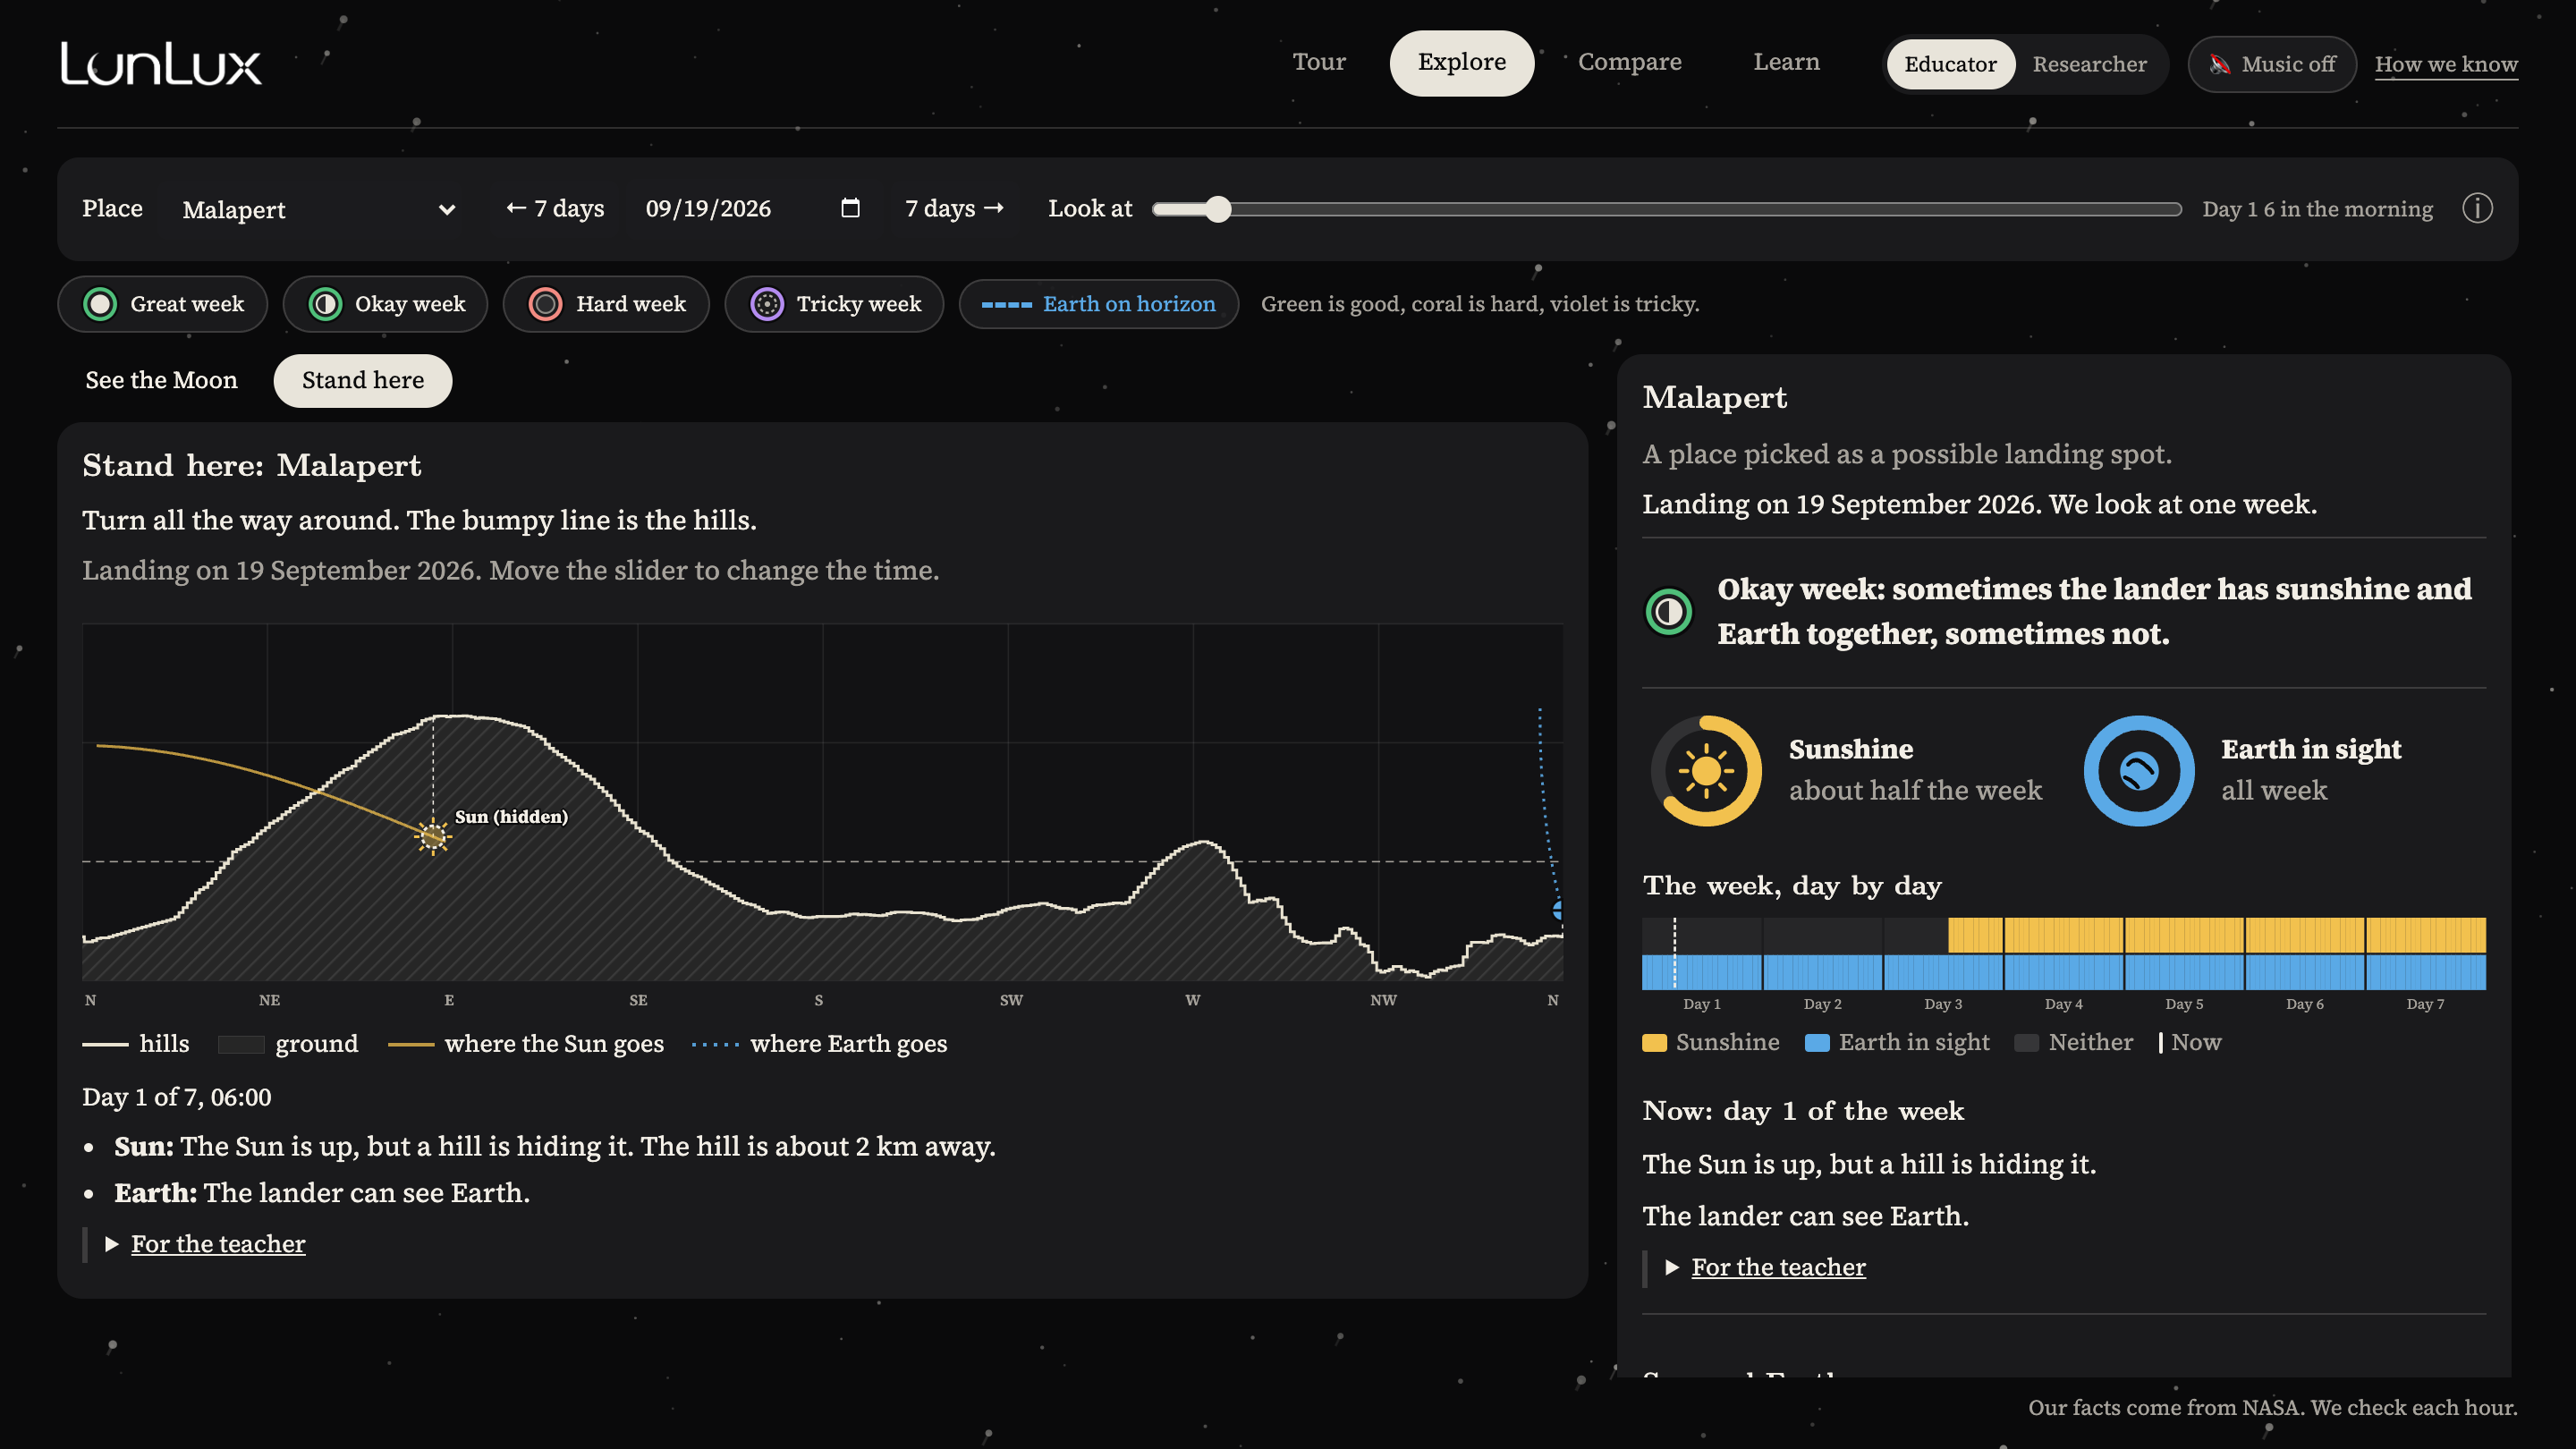 LunLux
Tour
Explore
Compare
Learn
Educator
Researcher
Music off
How we know
Place
Malapert
← 7 days
09/19/2026
7 days →
Look at
Day 1 6 in the morning
Great week
Okay week
Hard week
Tricky week
Earth on horizon
Green is good, coral is hard, violet is tricky.
See the Moon
Stand here
Stand here: Malapert
Turn all the way around. The bumpy line is the hills.
Landing on 19 September 2026. Move the slider to change the time.
Sun (hidden)
N
NE
E
SE
S
SW
W
NW
N
hills
ground
where the Sun goes
where Earth goes
Day 1 of 7, 06:00
• Sun: The Sun is up, but a hill is hiding it. The hill is about 2 km away.
• Earth: The lander can see Earth.
For the teacher
Malapert
A place picked as a possible landing spot.
Landing on 19 September 2026. We look at one week.
Okay week: sometimes the lander has sunshine and
Earth together, sometimes not.
Sunshine
about half the week
Earth in sight
all week
The week, day by day
Day 1
Day 2
Day 3
Day 4
Day 5
Day 6
Day 7
Sunshine
Earth in sight
Neither
Now
Now: day 1 of the week
The Sun is up, but a hill is hiding it.
The lander can see Earth.
For the teacher
Our facts come from NASA. We check each hour.